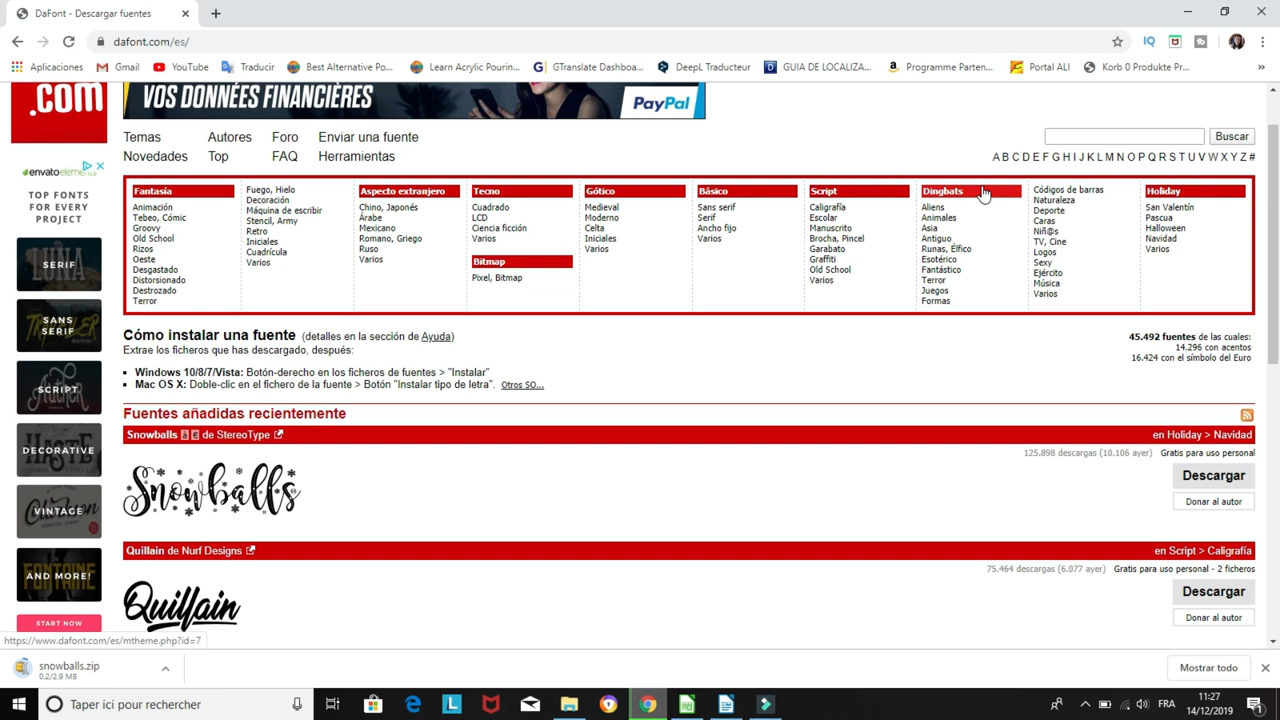 DaFont - Descargar fuentes
dafont.com/es/
Aplicaciones
Gmail
YouTube
Traducir
Best Alternative Po...
Learn Acrylic Pourin...
GTranslate Dashboa...
DeepL Traducteur
GUIA DE LOCALIZA...
Programme Parten...
Portal ALI
Korb 0 Produkte Pr...
.com
VOS DONNÉES FINANCIÈRES
PayPal
Temas Autores Foro Enviar una fuente
Novedades Top FAQ Herramientas
Buscar
A B C D E F G H I J K L M N O P Q R S T U V W X Y Z #
envato elements
TOP FONTS
FOR EVERY
PROJECT
SERIF
SANS
SERIF
SCRIPT
DECORATIVE
VINTAGE
AND MORE!
START NOW
Fantasía
Animación
Tebeo, Cómic
Groovy
Old School
Rizos
Oeste
Desgastado
Distorsionado
Destrozado
Terror
Fuego, Hielo
Decoración
Máquina de escribir
Stencil, Army
Retro
Iniciales
Cuadrícula
Varios
Aspecto extranjero
Chino, Japonés
Árabe
Mexicano
Romano, Griego
Ruso
Varios
Tecno
Cuadrado
LCD
Ciencia ficción
Varios
Bitmap
Pixel, Bitmap
Gótico
Medieval
Moderno
Celta
Iniciales
Varios
Básico
Sans serif
Serif
Ancho fijo
Varios
Script
Caligrafía
Escolar
Manuscrito
Brocha, Pincel
Garabato
Graffiti
Old School
Varios
Dingbats
Aliens
Animales
Asia
Antiguo
Runas, Élfico
Esotérico
Fantástico
Terror
Juegos
Formas
Códigos de barras
Naturaleza
Deporte
Caras
Niñ@s
TV, Cine
Logos
Sexy
Ejército
Música
Varios
Holiday
San Valentín
Pascua
Halloween
Navidad
Varios
Cómo instalar una fuente (detalles en la sección de Ayuda)
Extrae los ficheros que has descargado, después:
Windows 10/8/7/Vista: Botón-derecho en los ficheros de fuentes > "Instalar"
Mac OS X: Doble-clic en el fichero de la fuente > Botón "Instalar tipo de letra". Otros SO...
45.492 fuentes de las cuales:
14.296 con acentos
16.424 con el símbolo del Euro
Fuentes añadidas recientemente
Snowballs à € de StereoType
en Holiday > Navidad
125.898 descargas (10.106 ayer) Gratis para uso personal
Snowballs
Descargar
Donar al autor
Quillain de Nurf Designs
en Script > Caligrafía
75.464 descargas (6.077 ayer) Gratis para uso personal - 2 ficheros
Quillain
Descargar
Donar al autor
https://www.dafont.com/es/mtheme.php?id=7
snowballs.zip
0.2/2.9 MB
Mostrar todo
Taper ici pour rechercher
FRA
11:27
14/12/2019